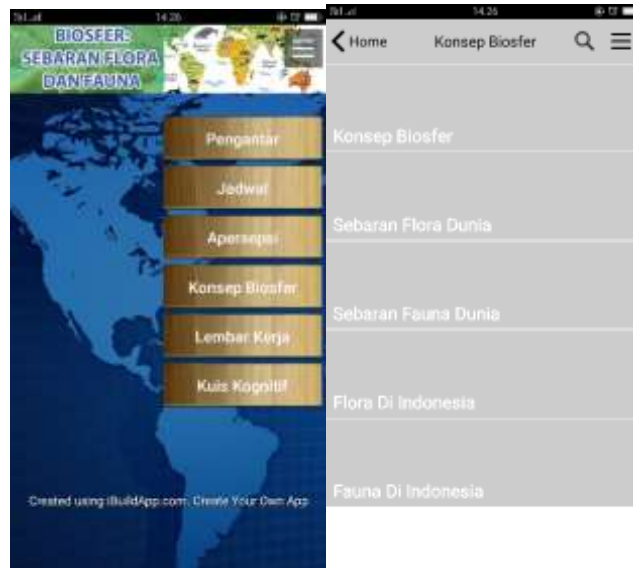 14.26
BIOSFER:
SEBARAN FLORA
DAN FAUNA
Pengantar
Jadwal
Apersepsi
Konsep Biosfer
Lembar Kerja
Kuis Kognitif
Created using iBuildApp.com. Create Your Own App
14.26
Home
Konsep Biosfer
Konsep Biosfer
Sebaran Flora Dunia
Sebaran Fauna Dunia
Flora Di Indonesia
Fauna Di Indonesia